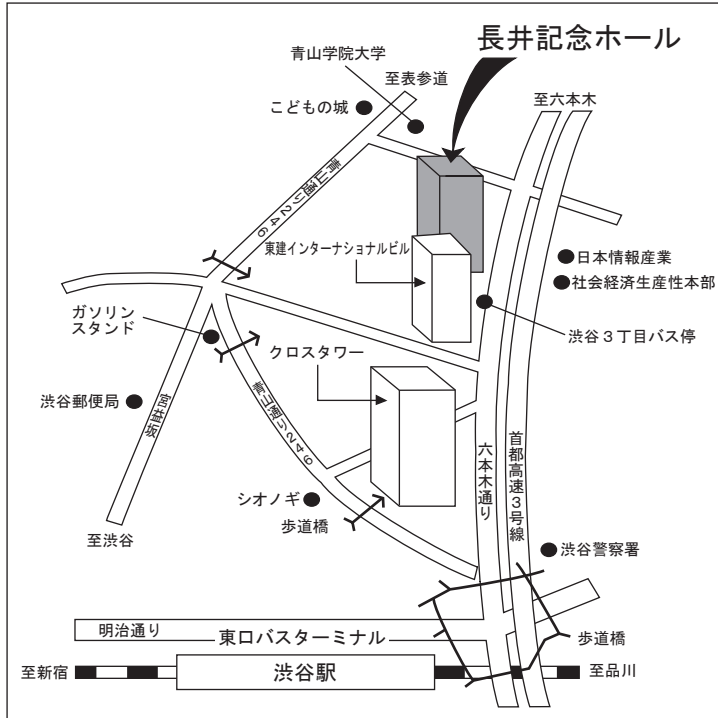 長井記念ホール
青山学院大学
至表参道
こどもの城
至六本木
青山通り246
東建インターナショナルビル
日本情報産業
社会経済生産性本部
ガソリン
スタンド
渋谷3丁目バス停
クロスタワー
渋谷郵便局
宮益坂
青山通り246
六本木通り
首都高速3号線
シオノギ
歩道橋
至渋谷
渋谷警察署
明治通り
東口バスターミナル
歩道橋
至新宿
渋谷駅
至品川